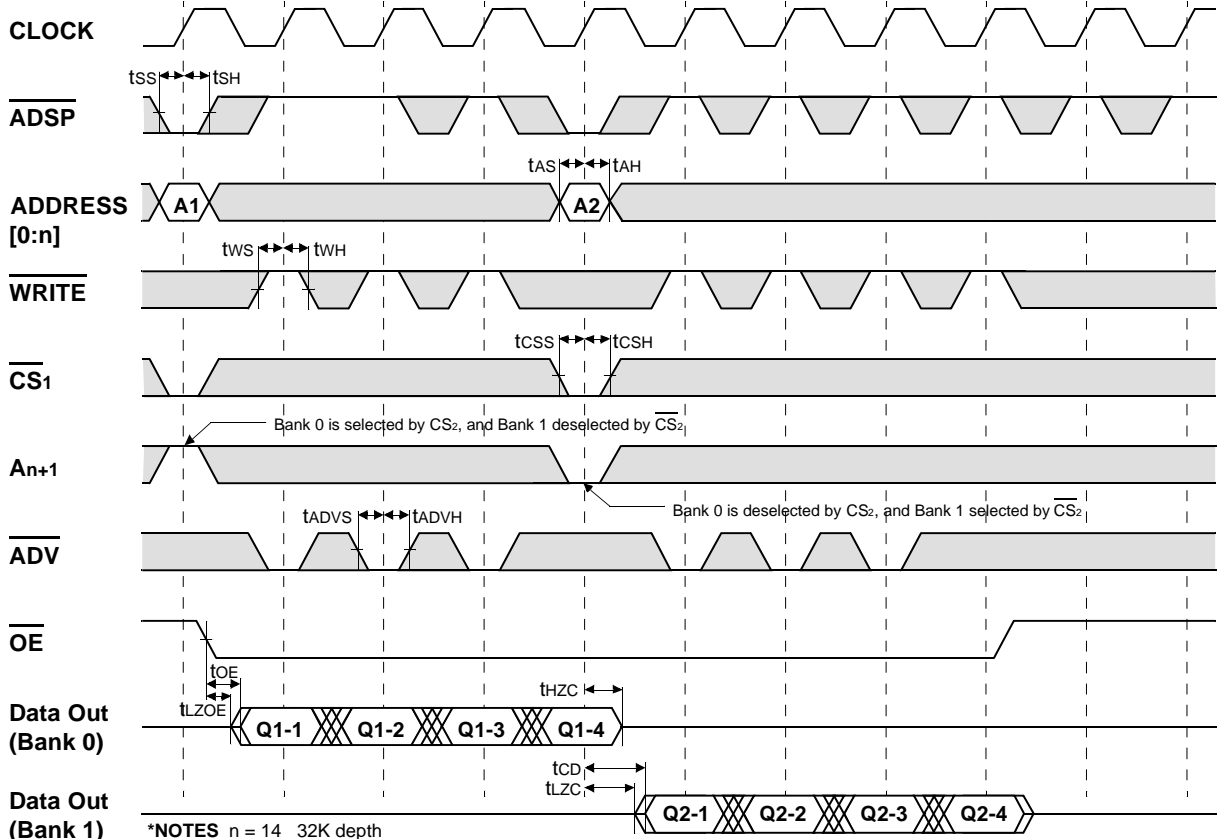 CLOCK
tSS tSH
ADSP
tAS tAH
ADDRESS
[0:n]
A1 A2
tWS tWH
WRITE
tCSS tCSH
CS1
Bank 0 is selected by CS2, and Bank 1 deselected by CS2
An+1
Bank 0 is deselected by CS2, and Bank 1 selected by CS2
tADVS tADVH
ADV
OE
tOE
tHZC
tLZOE
Data Out
(Bank 0)
Q1-1 Q1-2 Q1-3 Q1-4
tCD
tLZC
Data Out
(Bank 1)
Q2-1 Q2-2 Q2-3 Q2-4
*NOTES n = 14 32K depth